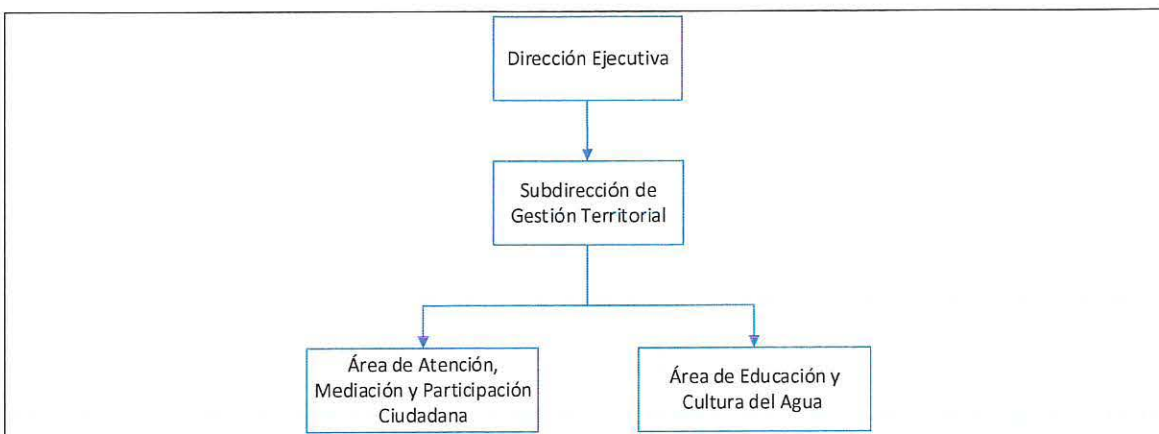 Dirección Ejecutiva
Subdirección de
Gestión Territorial
Área de Atención,
Mediación y Participación
Ciudadana
Área de Educación y
Cultura del Agua